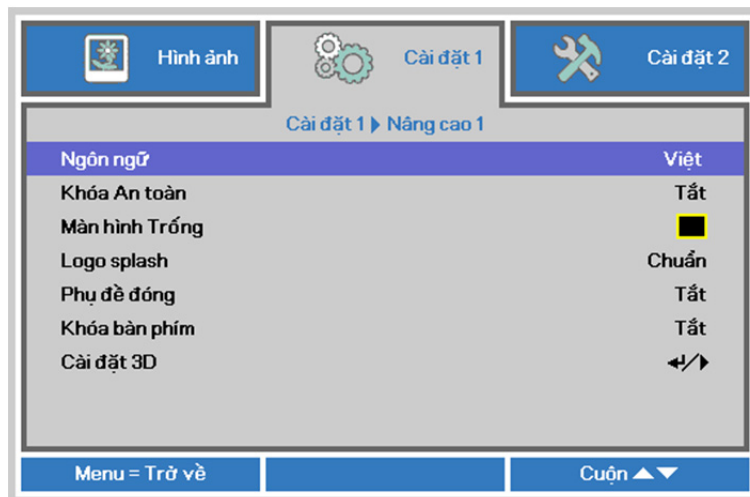 Hình ảnh
Cài đặt 1
Cài đặt 2
Cài đặt 1 Nâng cao 1
Ngôn ngữ Việt
Khóa An toàn Tắt
Màn hình Trống
Logo splash Chuẩn
Phụ đề đóng Tắt
Khóa bàn phím Tắt
Cài đặt 3D
Menu = Trở về Cuộn